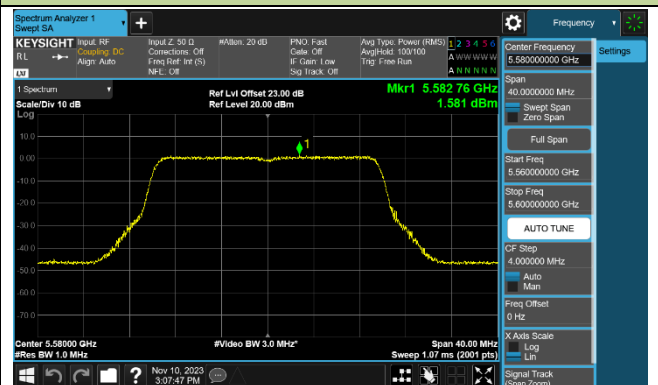 Spectrum Analyzer 1
Swept SA
Frequency
KEYSIGHT
Input: RF
Coupling: DC
Align: Auto
Input Z: 50 Ω
Corrections: Off
Freq Ref: Int (S)
NFE: Off
#Atten: 20 dB
PNO: Fast
Gate: Off
IF Gain: Low
Sig Track: Off
Avg Type: Power (RMS)
Avg|Hold: 100/100
Trig: Free Run
1 2 3 4 5 6
A W W W W W
A N N N N N
RL
LXI
1 Spectrum
Scale/Div 10 dB
Log
Ref Lvl Offset 23.00 dB
Ref Level 20.00 dBm
Mkr1 5.582 76 GHz
1.581 dBm
10.0
0.00
-10.0
-20.0
-30.0
-40.0
-50.0
-60.0
-70.0
1
Center 5.58000 GHz
#Res BW 1.0 MHz
#Video BW 3.0 MHz*
Span 40.00 MHz
Sweep 1.07 ms (2001 pts)
Center Frequency
5.580000000 GHz
Settings
Span
40.0000000 MHz
Swept Span
Zero Span
Full Span
Start Freq
5.560000000 GHz
Stop Freq
5.600000000 GHz
AUTO TUNE
CF Step
4.000000 MHz
Auto
Man
Freq Offset
0 Hz
X Axis Scale
Log
Lin
Signal Track
(Span Zoom)
?
Nov 10, 2023
3:07:47 PM